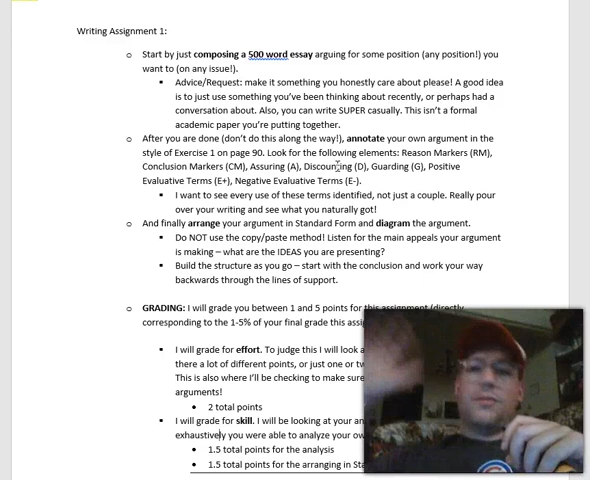 Writing Assignment 1:
o Start by just composing a 500 word essay arguing for some position (any position!) you
want to (on any issue!).
▪ Advice/Request: make it something you honestly care about please! A good idea
is to just use something you've been thinking about recently, or perhaps had a
conversation about. Also, you can write SUPER casually. This isn't a formal
academic paper you're putting together.
o After you are done (don't do this along the way!), annotate your own argument in the
style of Exercise 1 on page 90. Look for the following elements: Reason Markers (RM),
Conclusion Markers (CM), Assuring (A), Discounting (D), Guarding (G), Positive
Evaluative Terms (E+), Negative Evaluative Terms (E-).
▪ I want to see every use of these terms identified, not just a couple. Really pour
over your writing and see what you naturally got!
o And finally arrange your argument in Standard Form and diagram the argument.
▪ Do NOT use the copy/paste method! Listen for the main appeals your argument
is making – what are the IDEAS you are presenting?
▪ Build the structure as you go – start with the conclusion and work your way
backwards through the lines of support.
o GRADING: I will grade you between 1 and 5 points for this assignment (directly
corresponding to the 1-5% of your final grade this
▪ I will grade for effort. To judge this I will look
there a lot of different points, or just one or
This is also where I'll be checking to make sure
arguments!
• 2 total points
▪ I will grade for skill. I will be looking at your
exhaustively you were able to analyze your
• 1.5 total points for the analysis
• 1.5 total points for the arranging in